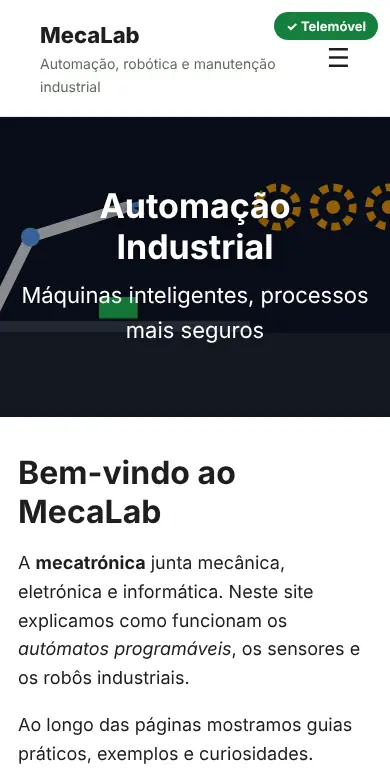 MecaLab
✓ Telemóvel
Automação, robótica e manutenção
industrial
Automação
Industrial
Máquinas inteligentes, processos
mais seguros
Bem-vindo ao
MecaLab
A mecatrónica junta mecânica,
eletrónica e informática. Neste site
explicamos como funcionam os
autómatos programáveis, os sensores e
os robôs industriais.
Ao longo das páginas mostramos guias
práticos, exemplos e curiosidades.